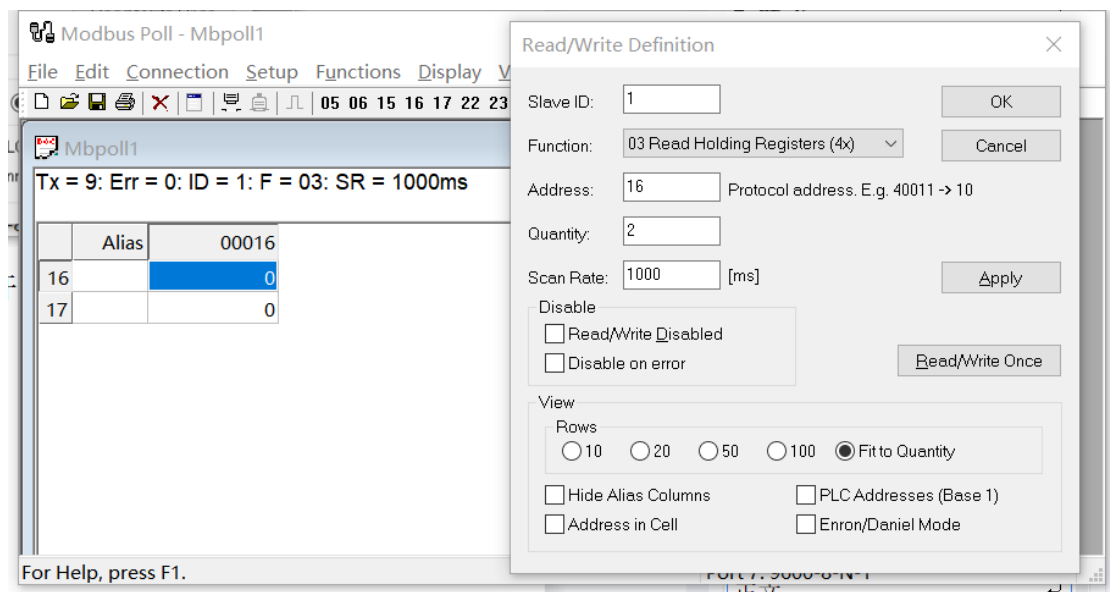 Modbus Poll - Mbpoll1
File Edit Connection Setup Functions Display V
05 06 15 16 17 22 23
Mbpoll1
Tx = 9: Err = 0: ID = 1: F = 03: SR = 1000ms
Alias 00016
16 0
17 0
For Help, press F1.
Read/Write Definition
Slave ID: 1 OK
Function: 03 Read Holding Registers (4x) Cancel
Address: 16 Protocol address. E.g. 40011 -> 10
Quantity: 2
Scan Rate: 1000 [ms] Apply
Disable
Read/Write Disabled
Disable on error
Read/Write Once
View
Rows
10 20 50 100 Fit to Quantity
Hide Alias Columns PLC Addresses (Base 1)
Address in Cell Enron/Daniel Mode
Port 7: 9600-8-N-1